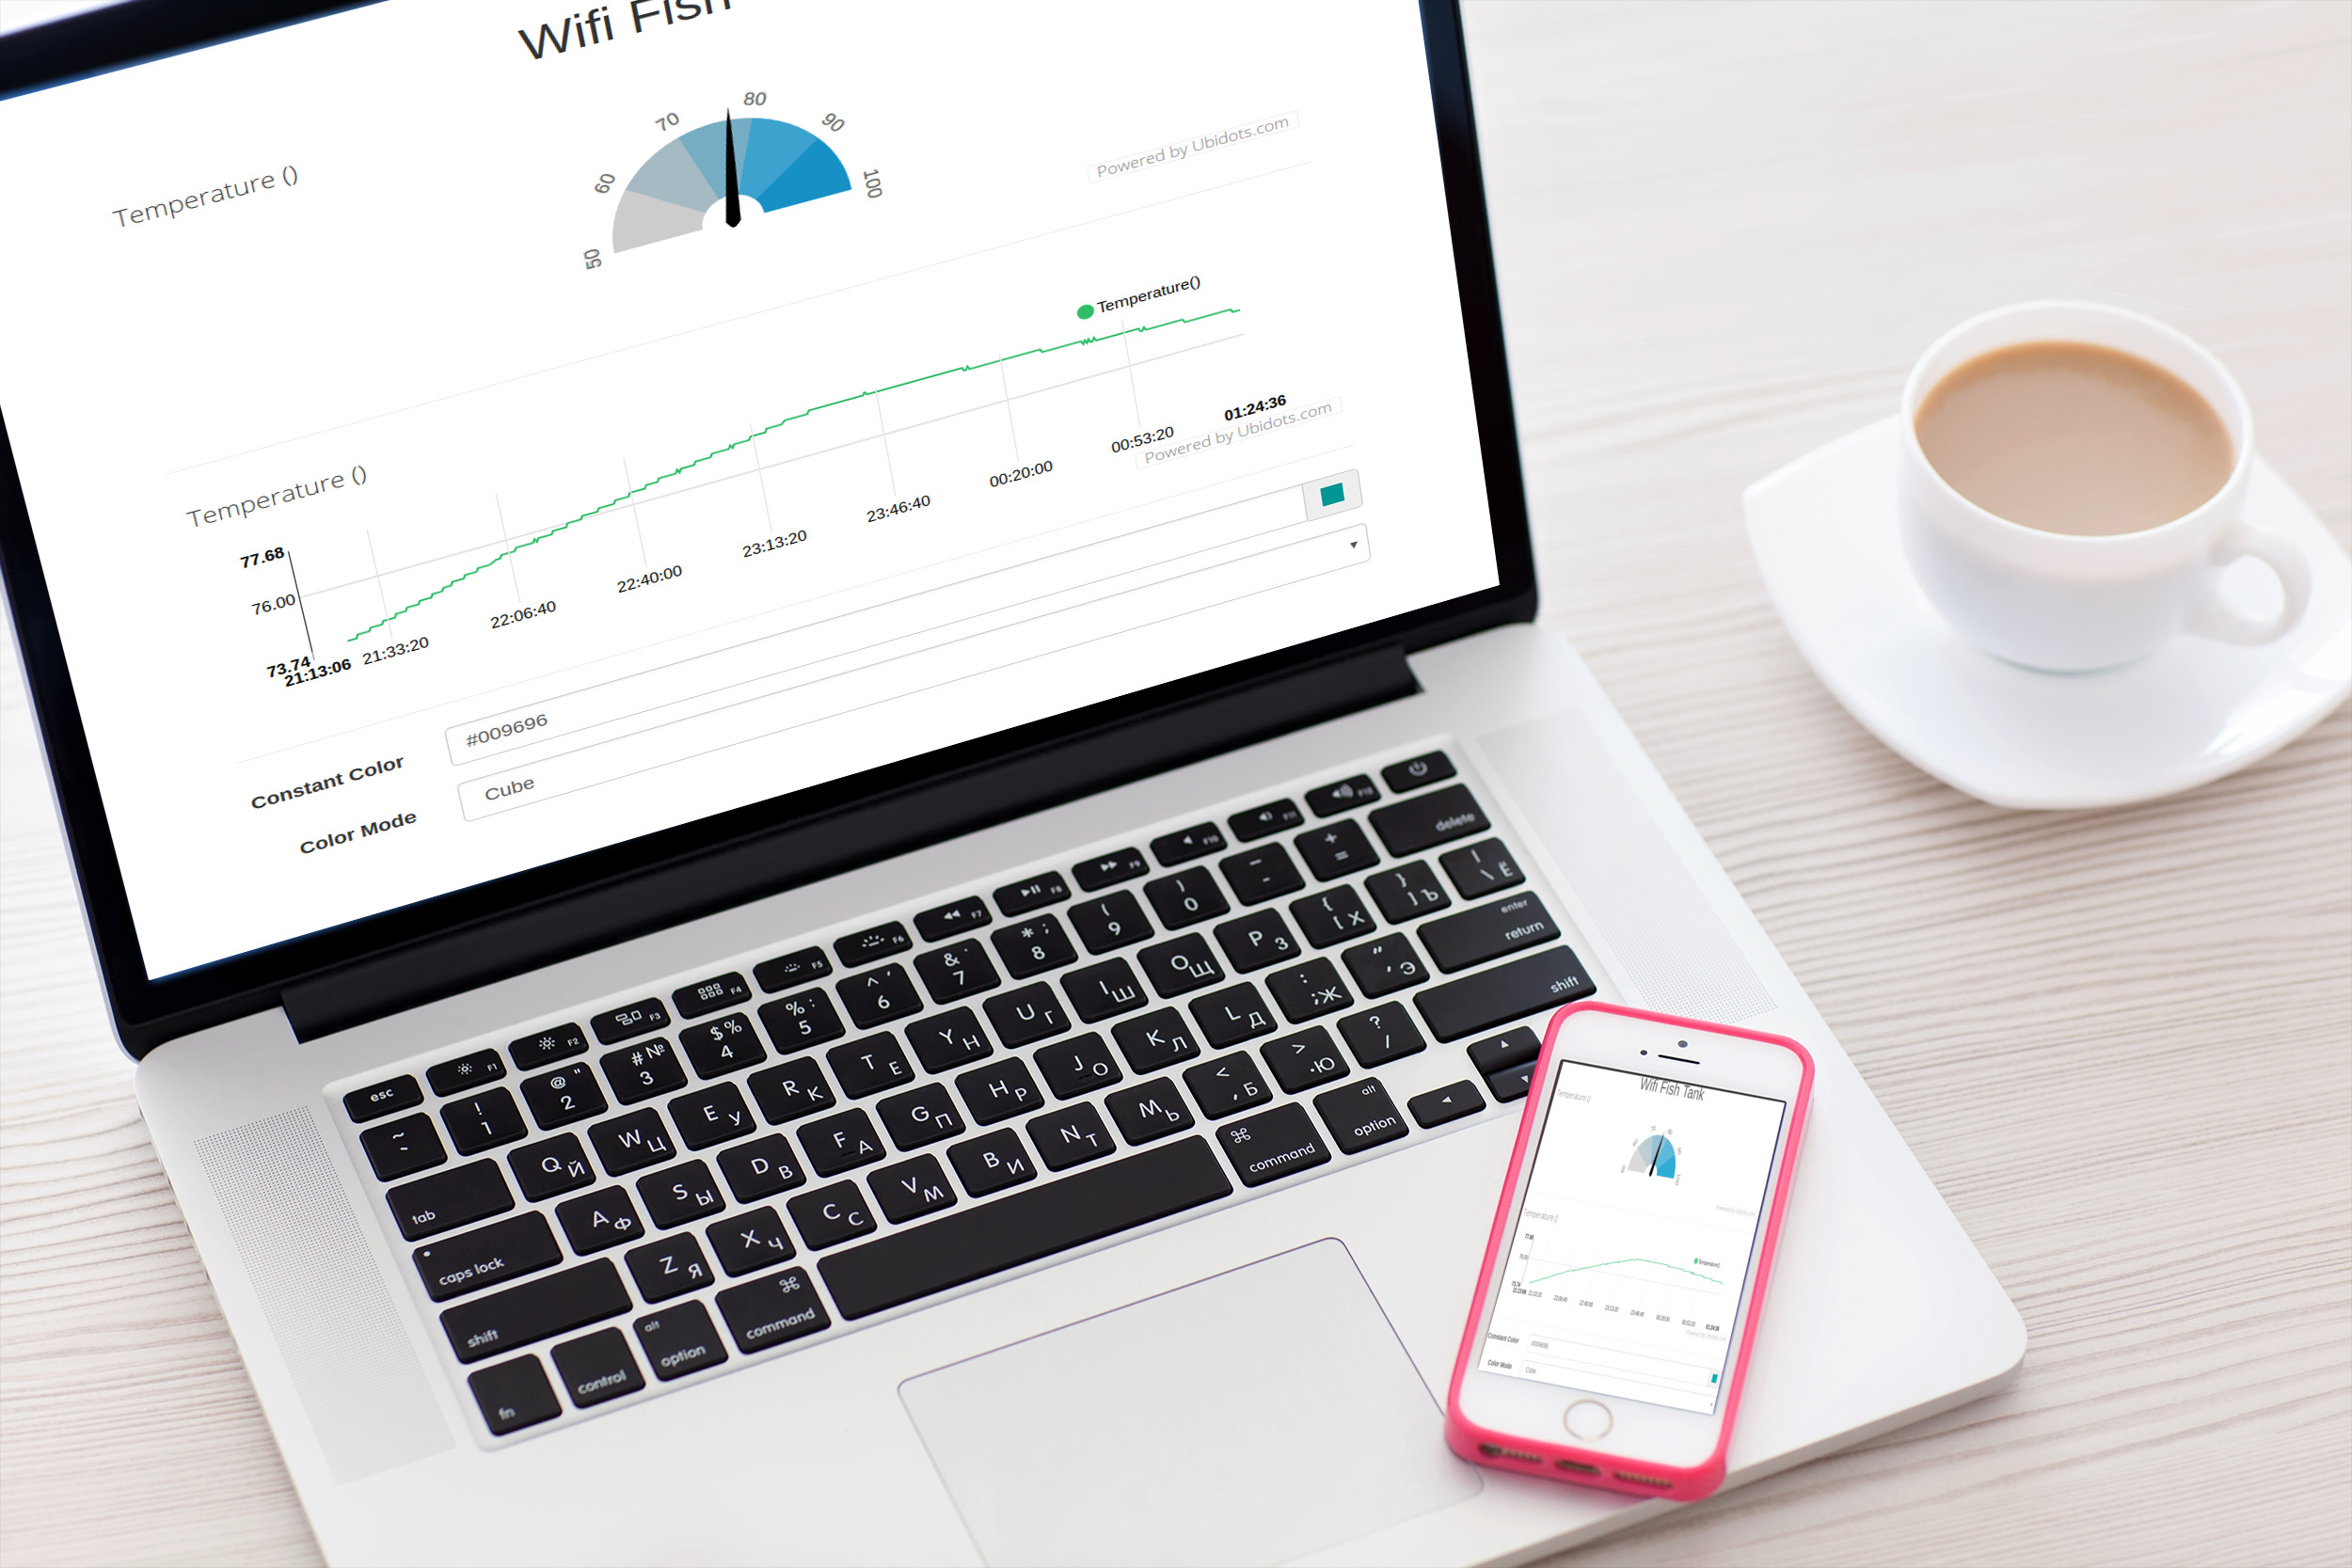 Wifi Fish
Temperature ()
50
60
70
80
90
100
Powered by Ubidots.com
Temperature ()
Temperature()
77.68
76.00
73.74
21:13:06
21:33:20
22:06:40
22:40:00
23:13:20
23:46:40
00:20:00
00:53:20
01:24:36
Powered by Ubidots.com
Constant Color
#009696
Color Mode
Cube
esc F1 F2 F3 F4 F5 F6 F7 F8 F9 F10 F11 F12
~ ! 1 @ " 2 # № 3 $ % 4 % : 5 ^ 6 & 7 * ; 8 ( 9 ) 0 _ - + = delete
tab Q Й W Ц E У R К T Е Y Н U Г I Ш O Щ P З { [ Х } ] Ъ | \ Ё
caps lock A Ф S Ы D В F А G П H Р J О K Л L Д : ; Ж " ' Э enter return
shift Z Я X Ч C С V М B И N Т M Ь < , Б > . Ю ? / shift
fn control alt option ⌘ command ⌘ command alt option
Wifi Fish Tank
Temperature ()
Temperature ()
Temperature()
Constant Color
#009696
Color Mode
Cube